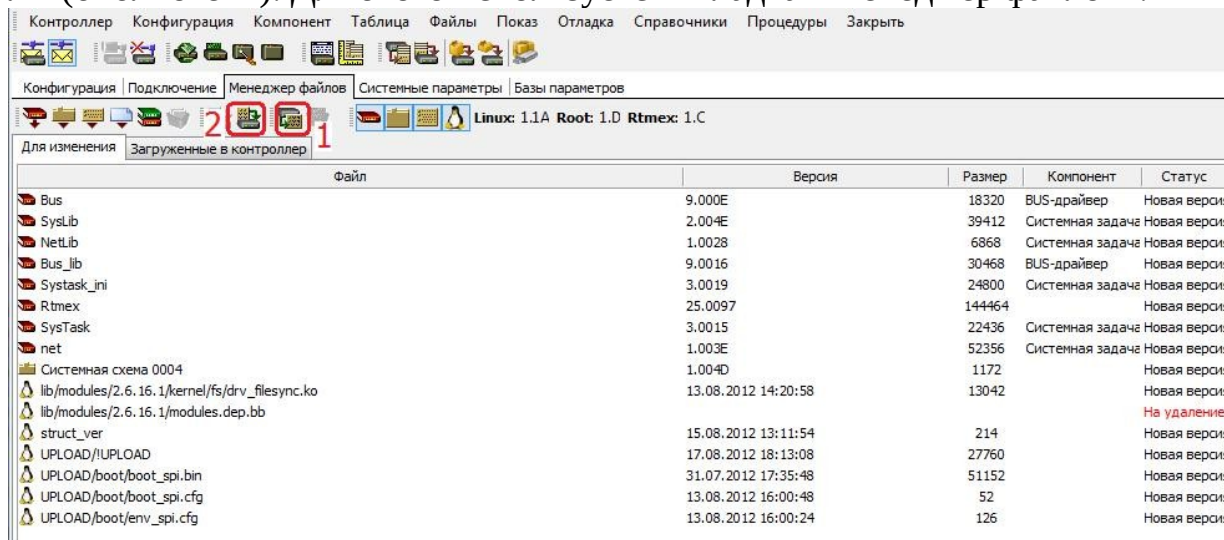 Контроллер Конфигурация Компонент Таблица Файлы Показ Отладка Справочники Процедуры Закрыть
Конфигурация Подключение Менеджер файлов Системные параметры Базы параметров
2 1 Linux: 1.1A Root: 1.D Rtmex: 1.C
Для изменения Загруженные в контроллер
Файл Версия Размер Компонент Статус
Bus 9.000E 18320 BUS-драйвер Новая верси
SysLib 2.004E 39412 Системная задача Новая верси
NetLib 1.0028 6868 Системная задача Новая верси
Bus_lib 9.0016 30468 BUS-драйвер Новая верси
Systask_ini 3.0019 24800 Системная задача Новая верси
Rtmex 25.0097 144464 Новая верси
SysTask 3.0015 22436 Системная задача Новая верси
net 1.003E 52356 Системная задача Новая верси
Системная схема 0004 1.004D 1172 Новая верси
lib/modules/2.6.16.1/kernel/fs/drv_filesync.ko 13.08.2012 14:20:58 13042 Новая верси
lib/modules/2.6.16.1/modules.dep.bb На удаление
struct_ver 15.08.2012 13:11:54 214 Новая верси
UPLOAD/!UPLOAD 17.08.2012 18:13:08 27760 Новая верси
UPLOAD/boot/boot_spi.bin 31.07.2012 17:35:48 51152 Новая верси
UPLOAD/boot/boot_spi.cfg 13.08.2012 16:00:48 52 Новая верси
UPLOAD/boot/env_spi.cfg 13.08.2012 16:00:24 126 Новая верси